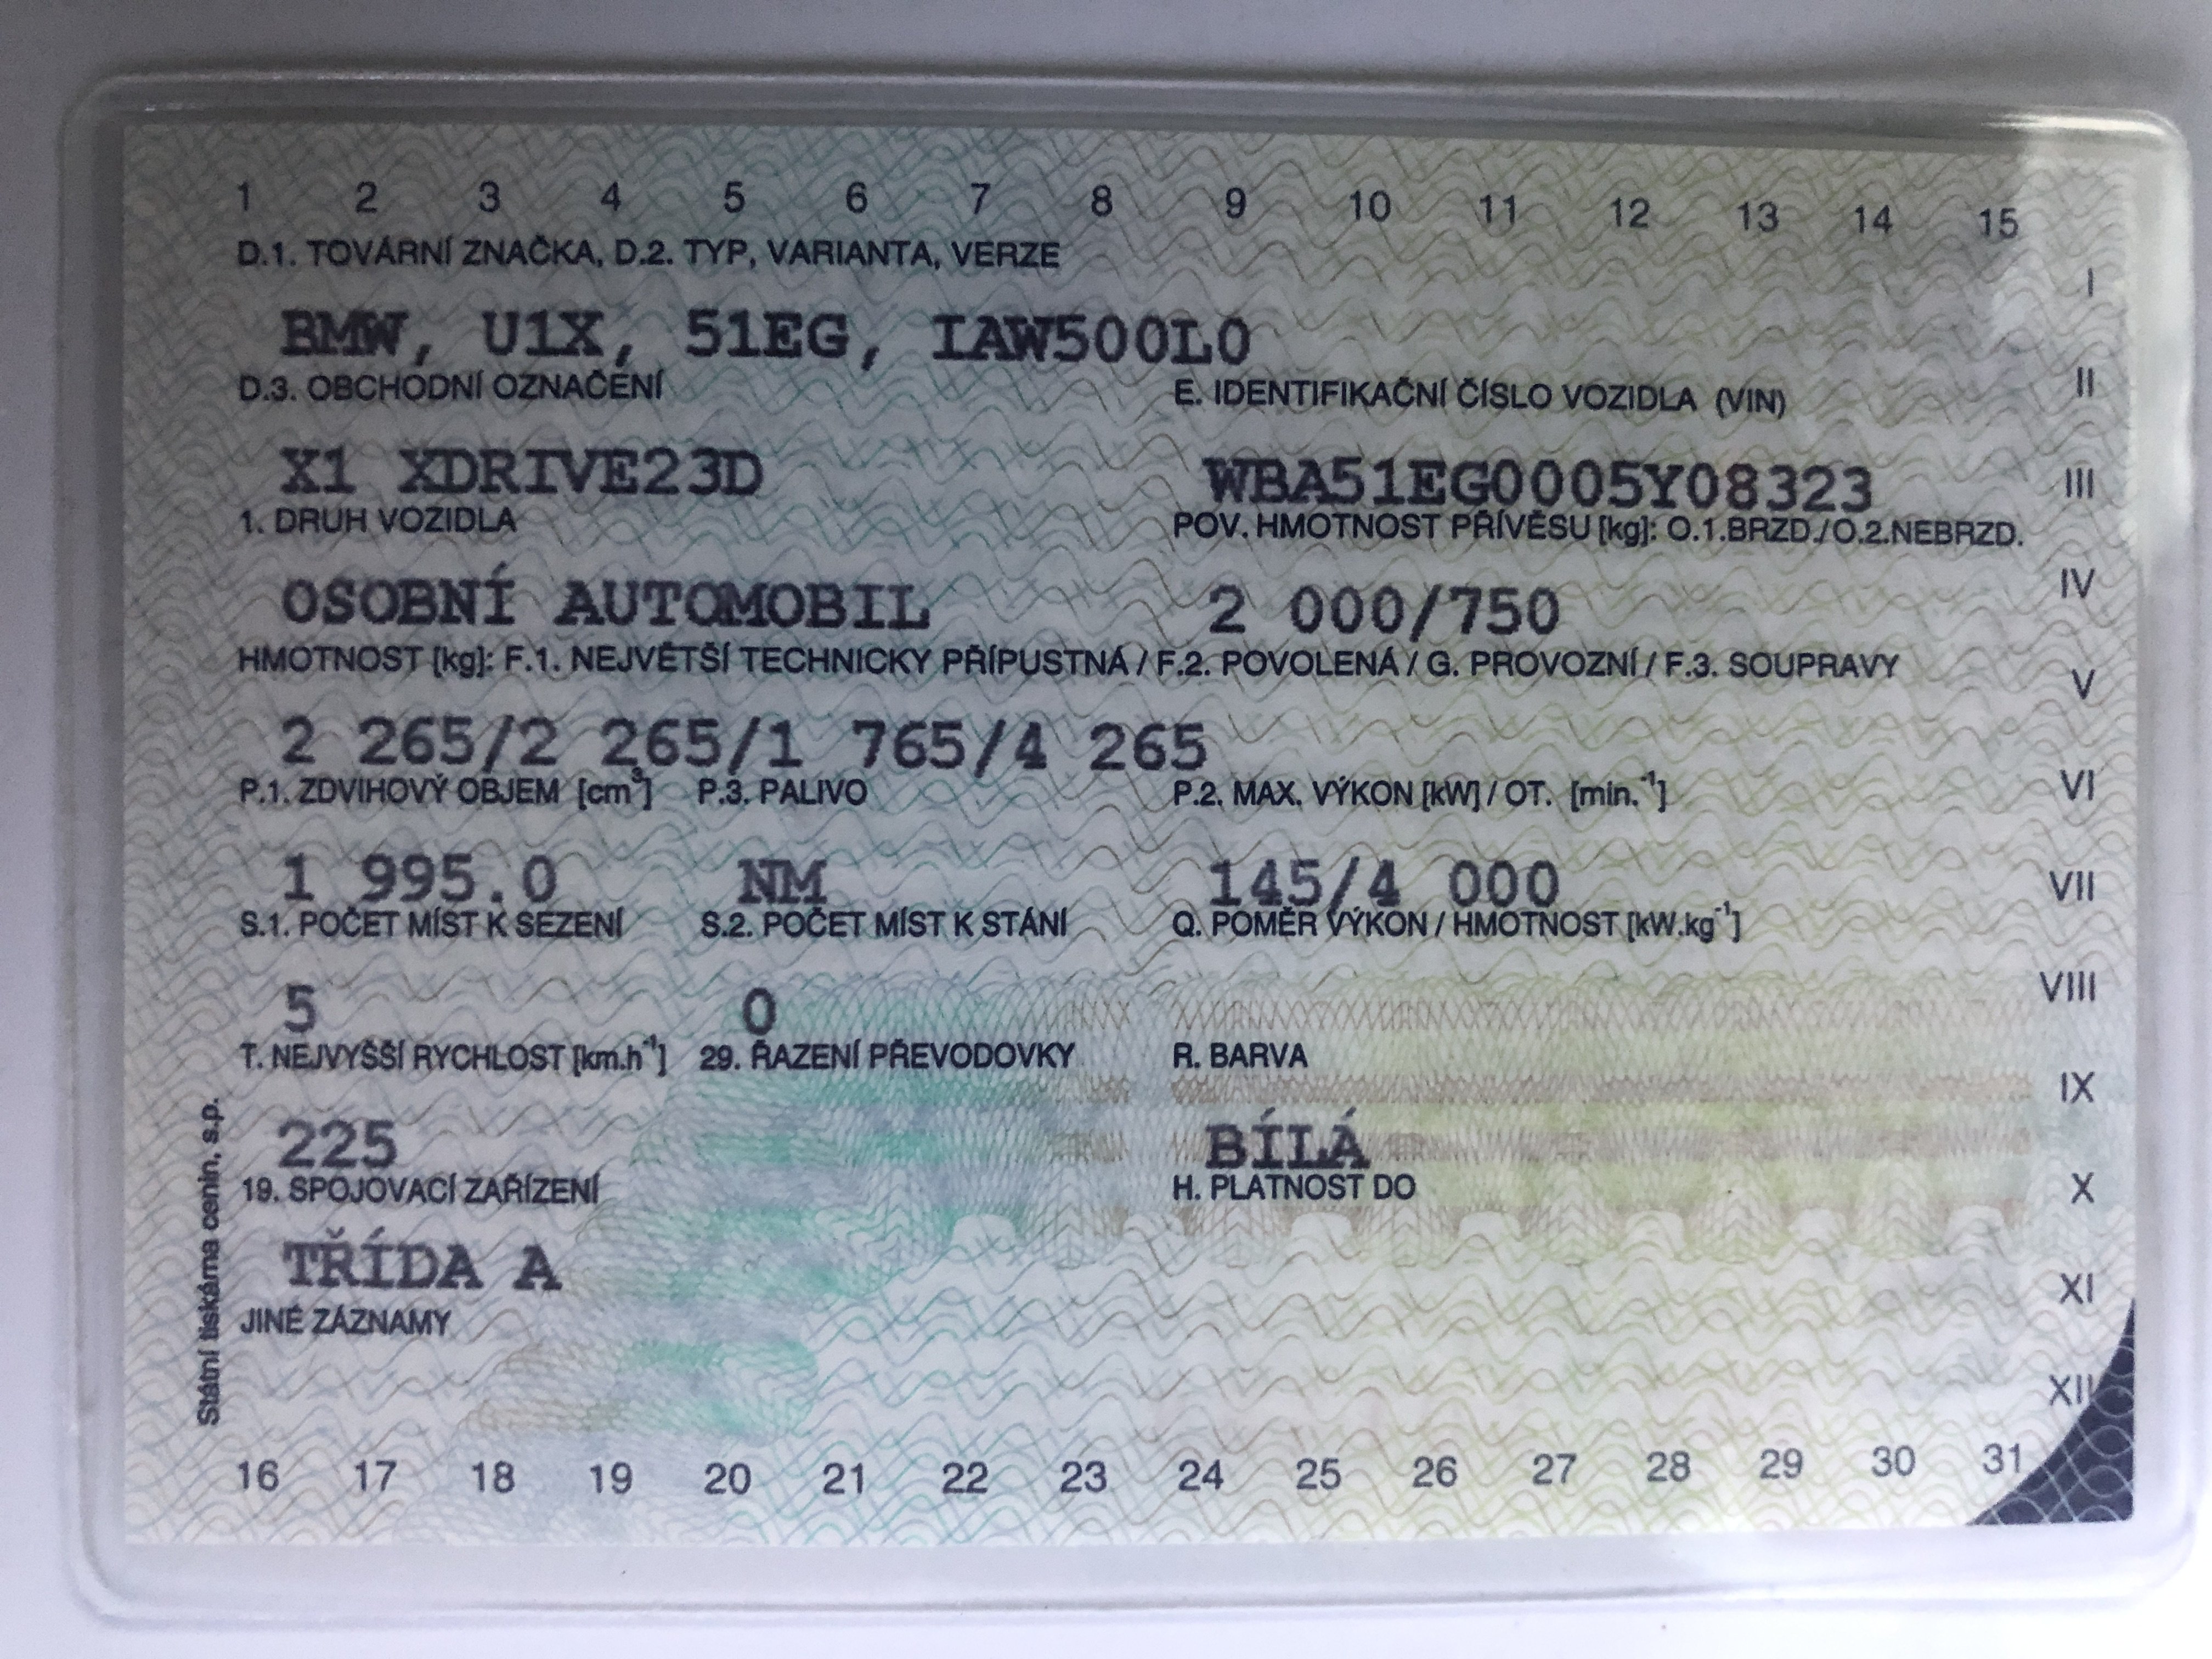 1 2 3 4 5 6 7 8 9 10 11 12 13 14 15
D.1. TOVÁRNÍ ZNAČKA, D.2. TYP, VARIANTA, VERZE
I
BMW, U1X, 51EG, IAW500L0
D.3. OBCHODNÍ OZNAČENÍ E. IDENTIFIKAČNÍ ČÍSLO VOZIDLA (VIN)
II
X1 XDRIVE23D WBA51EG0005Y08323
III
1. DRUH VOZIDLA POV. HMOTNOST PŘÍVĚSU [kg]: O.1.BRZD./O.2.NEBRZD.
OSOBNÍ AUTOMOBIL 2 000/750
IV
HMOTNOST [kg]: F.1. NEJVĚTŠÍ TECHNICKY PŘÍPUSTNÁ / F.2. POVOLENÁ / G. PROVOZNÍ / F.3. SOUPRAVY
V
2 265/2 265/1 765/4 265
P.1. ZDVIHOVÝ OBJEM [cm³] P.3. PALIVO P.2. MAX. VÝKON [kW] / OT. [min.⁻¹]
VI
1 995.0 NM 145/4 000
VII
S.1. POČET MÍST K SEZENÍ S.2. POČET MÍST K STÁNÍ Q. POMĚR VÝKON / HMOTNOST [kW.kg⁻¹]
VIII
5 0
T. NEJVYŠŠÍ RYCHLOST [km.h⁻¹] 29. ŘAZENÍ PŘEVODOVKY R. BARVA
IX
225 BÍLÁ
19. SPOJOVACÍ ZAŘÍZENÍ H. PLATNOST DO
X
TŘÍDA A
XI
JINÉ ZÁZNAMY
XII
Státní tiskárna cenin, s.p.
16 17 18 19 20 21 22 23 24 25 26 27 28 29 30 31